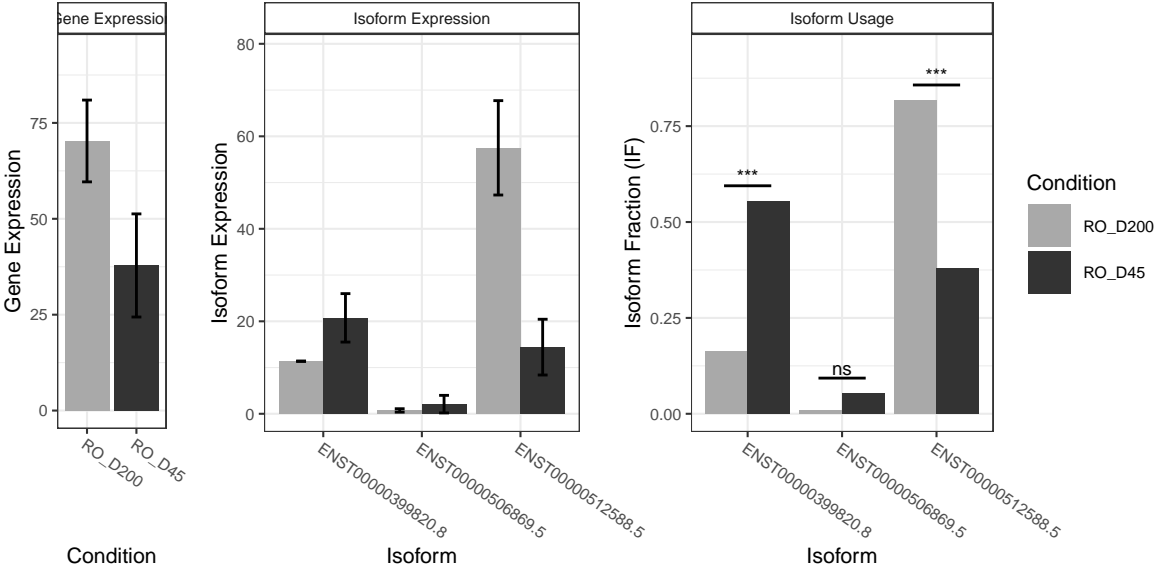 Gene Expression
Isoform Expression
Isoform Usage
Gene Expression
75
50
25
0
RO_D200
RO_D45
Condition
Isoform Expression
80
60
40
20
0
ENST00000399820.8
ENST00000506869.5
ENST00000512588.5
Isoform
Isoform Fraction (IF)
0.75
0.50
0.25
0.00
***
ns
***
ENST00000399820.8
ENST00000506869.5
ENST00000512588.5
Isoform
Condition
RO_D200
RO_D45